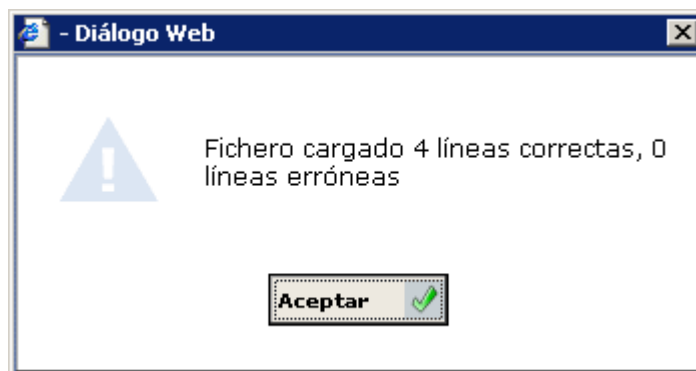 - Diálogo Web
Fichero cargado 4 líneas correctas, 0
líneas erróneas
Aceptar